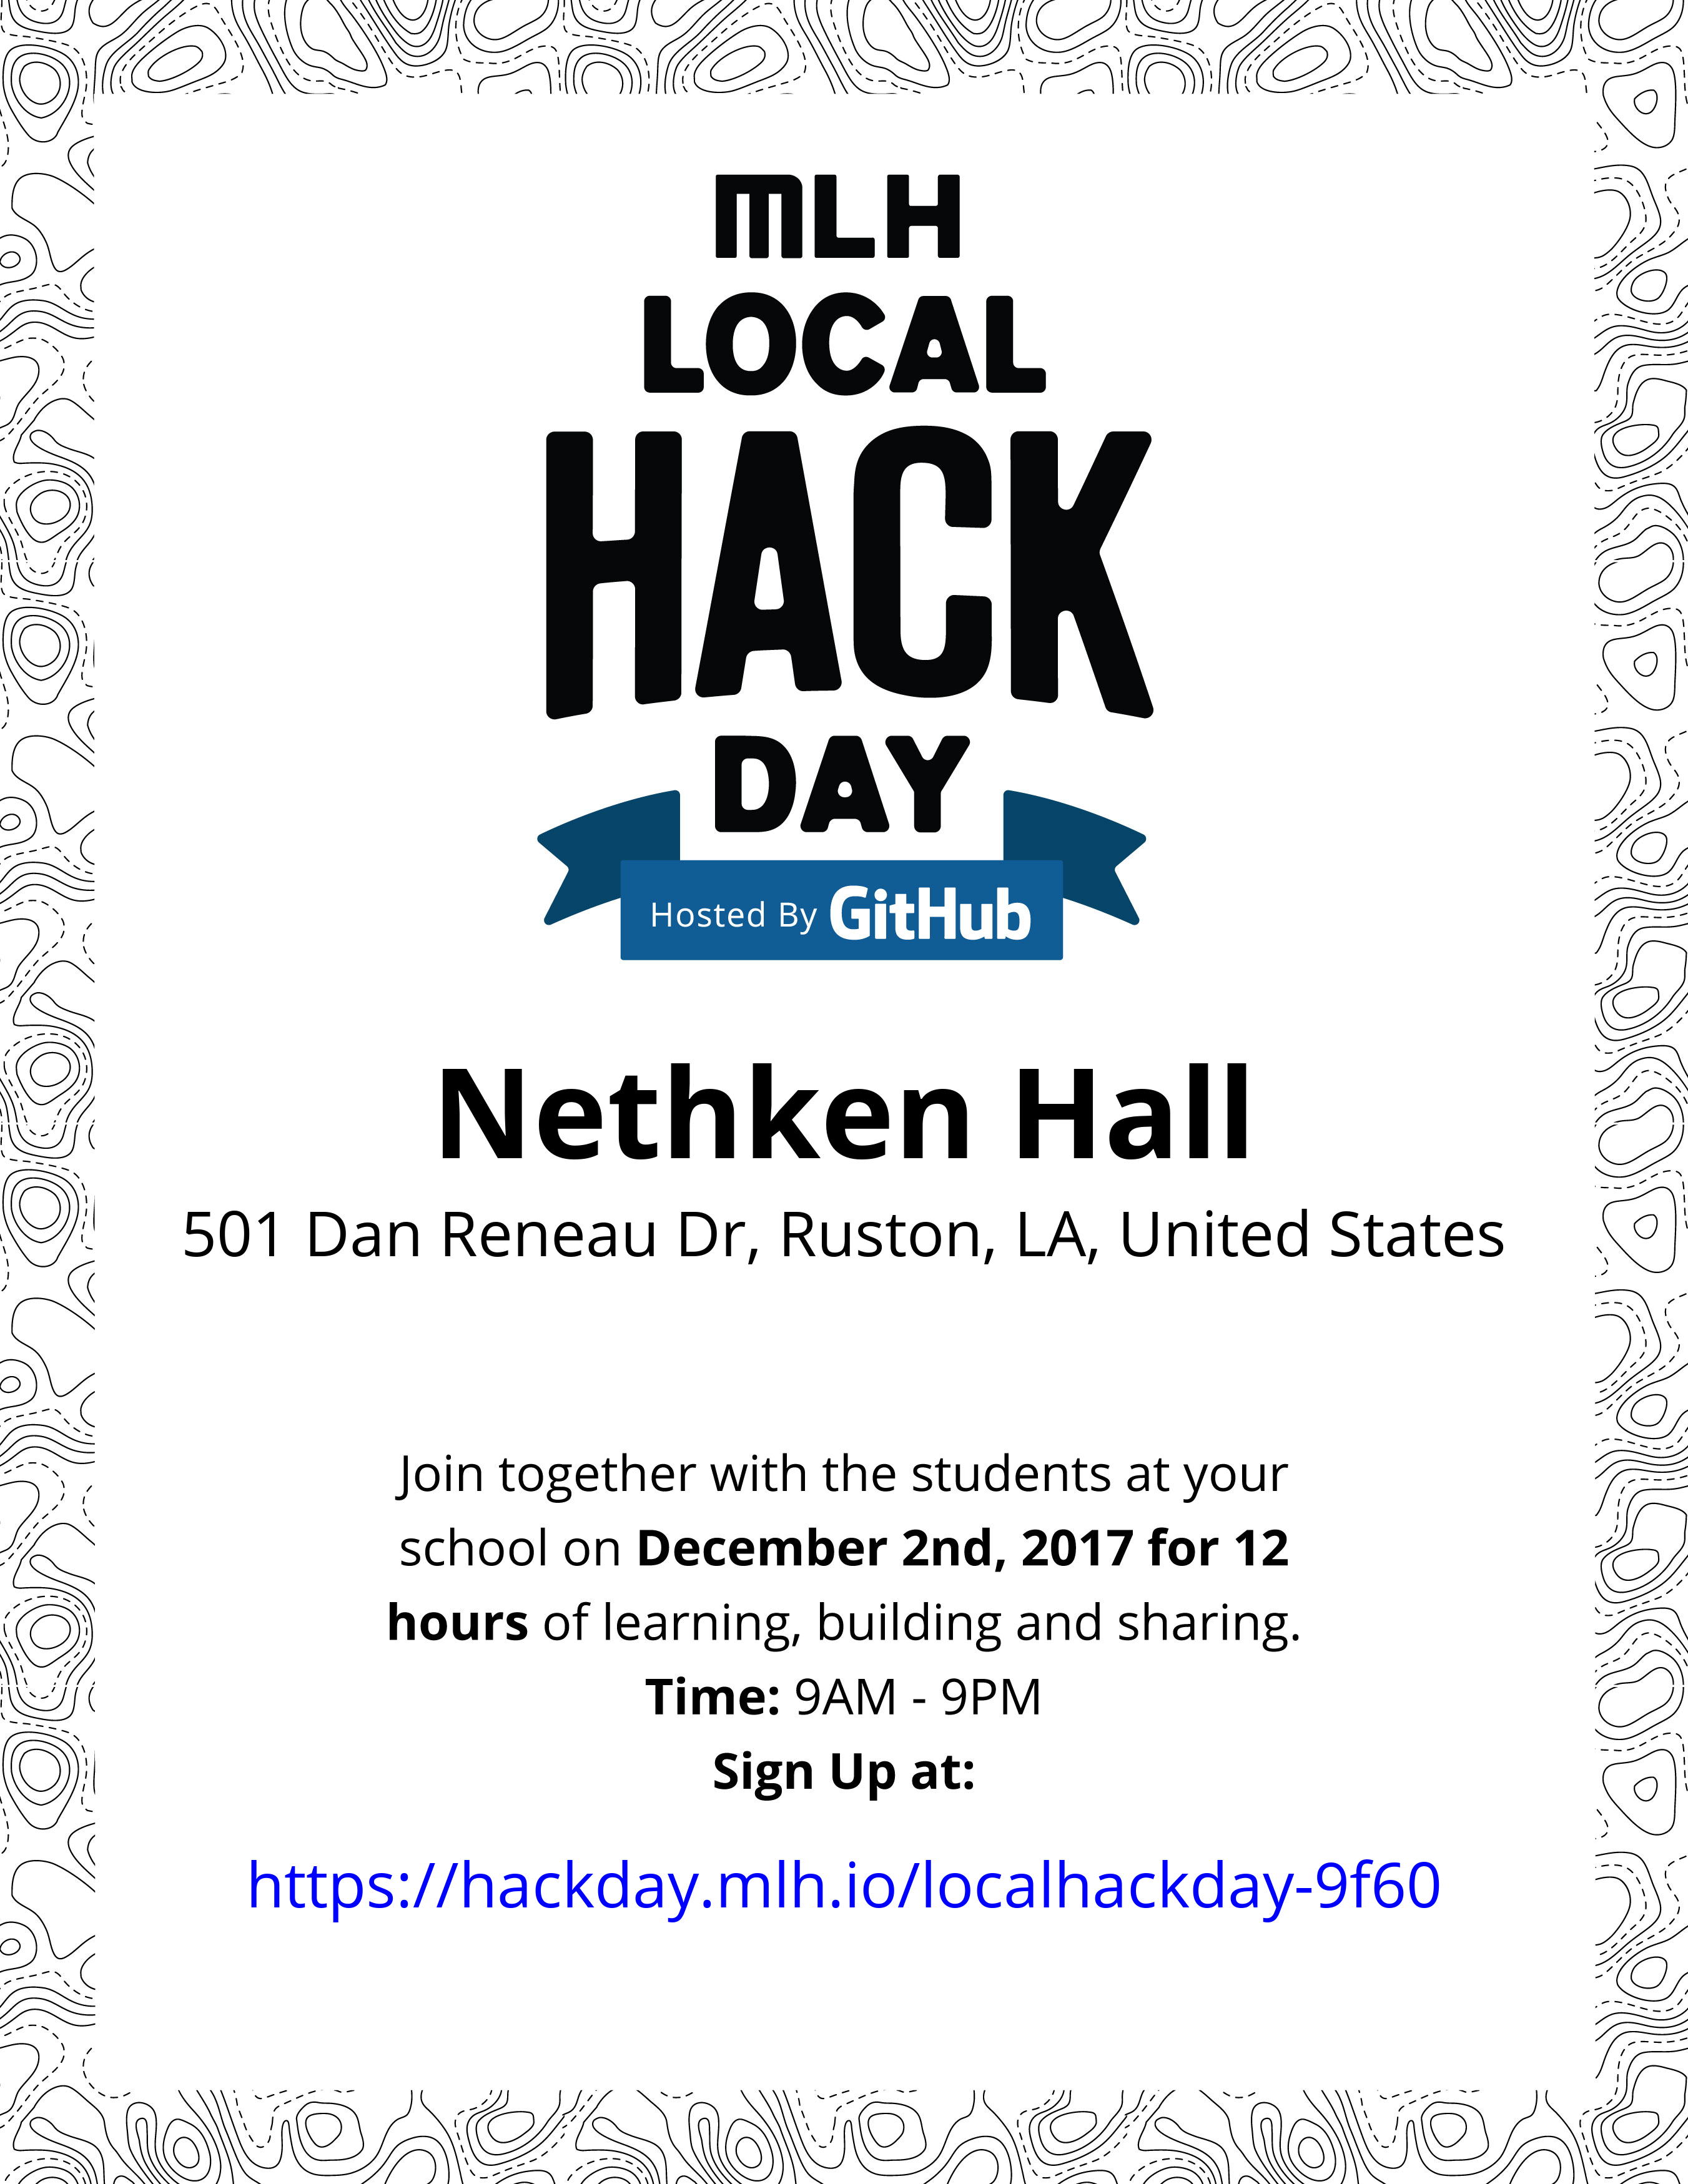 MLH
LOCAL
HACK
DAY
Hosted By GitHub
Nethken Hall
501 Dan Reneau Dr, Ruston, LA, United States
Join together with the students at your
school on December 2nd, 2017 for 12
hours of learning, building and sharing.
Time: 9AM - 9PM
Sign Up at:
https://hackday.mlh.io/localhackday-9f60